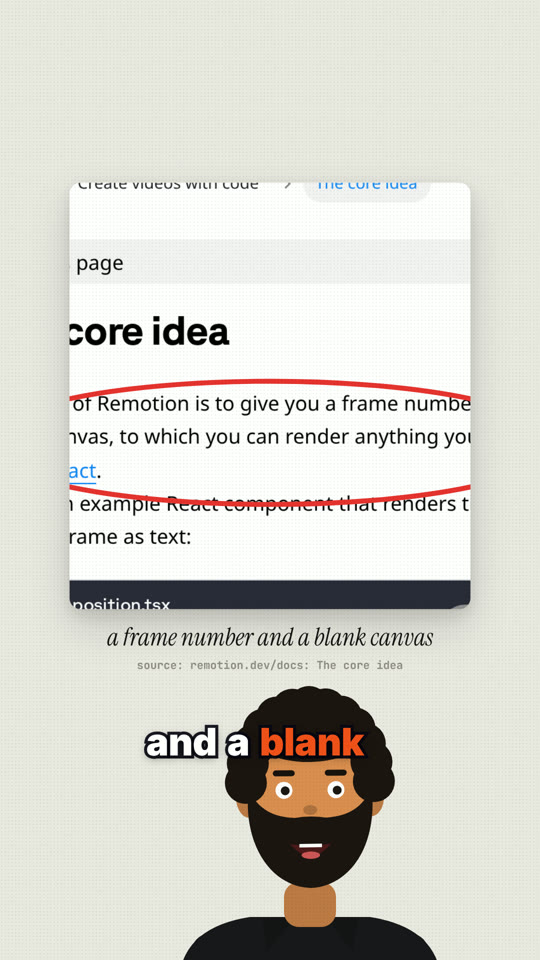 Create videos with code > The core idea
page
core idea
of Remotion is to give you a frame numbe
nvas, to which you can render anything you
act.
n example React component that renders t
rame as text:
position.tsx
a frame number and a blank canvas
source: remotion.dev/docs: The core idea
and a blank